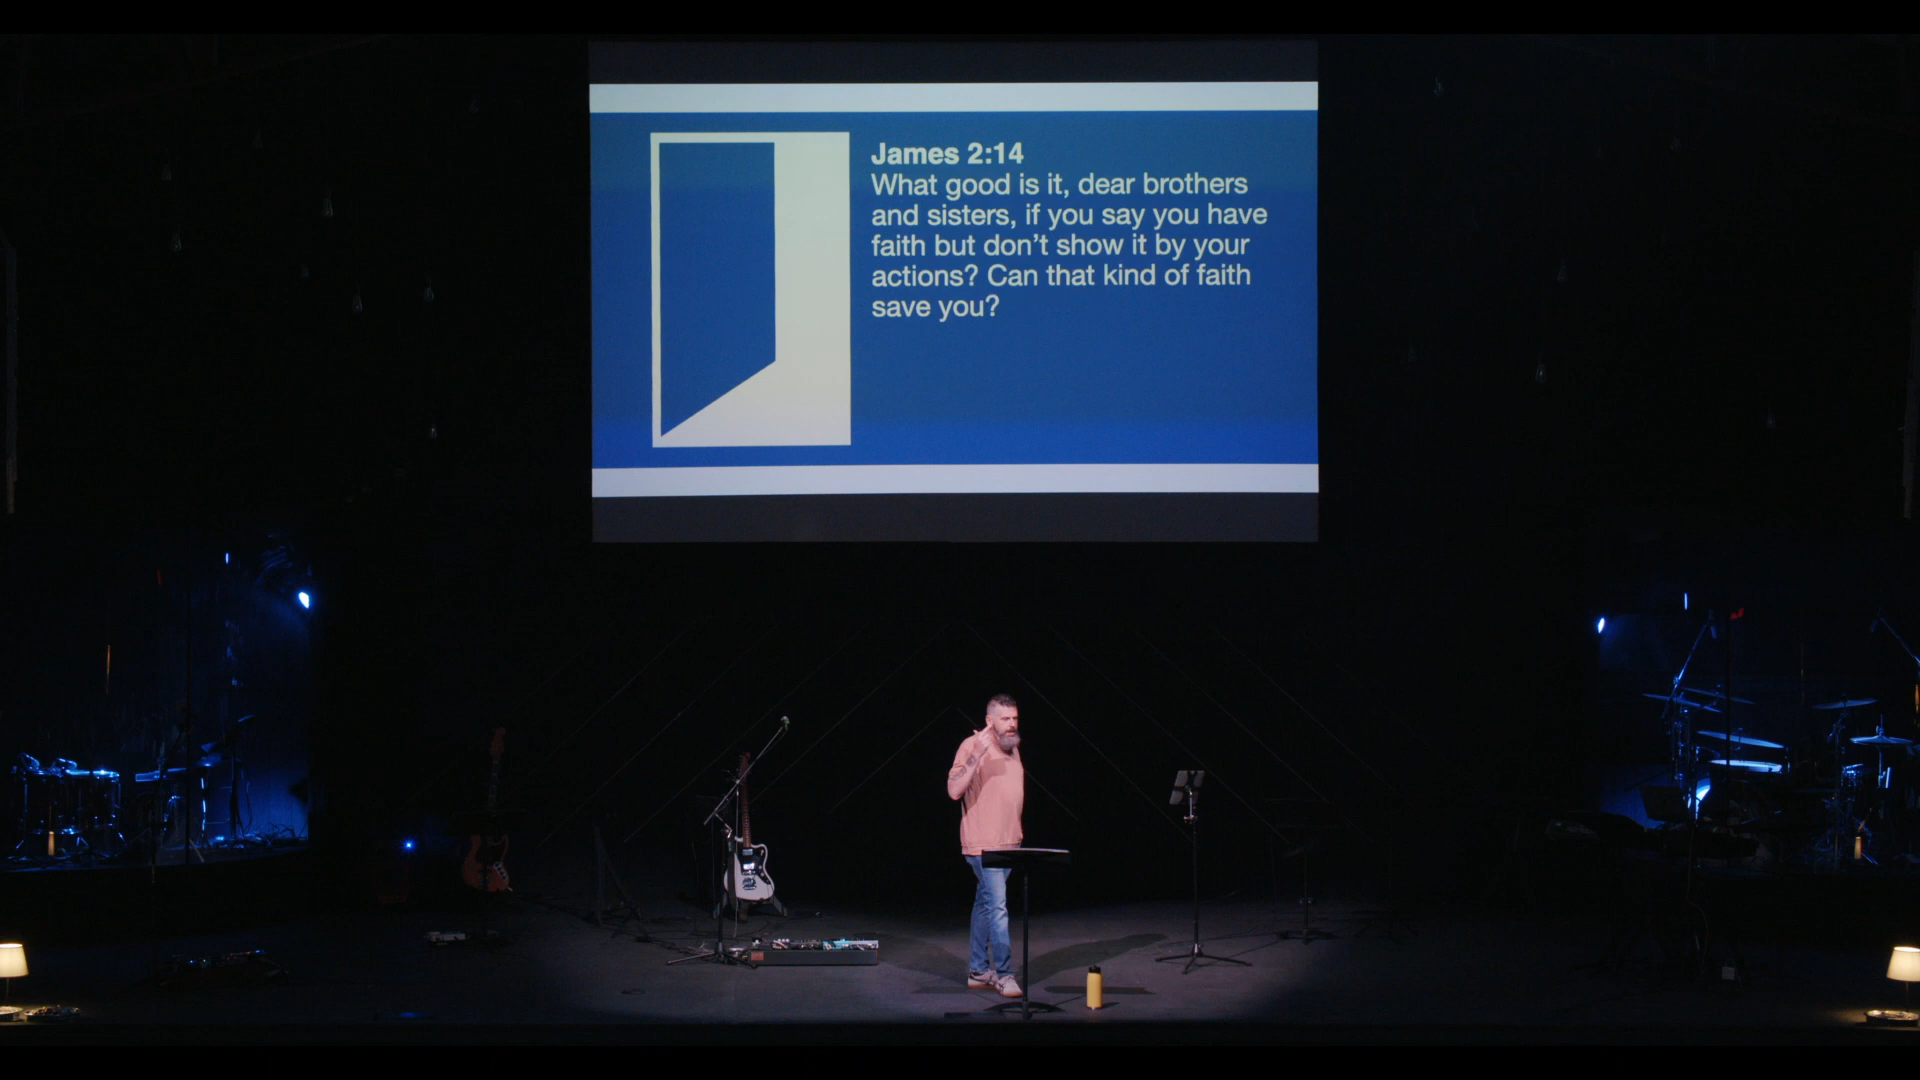 James 2:14
What good is it, dear brothers
and sisters, if you say you have
faith but don’t show it by your
actions? Can that kind of faith
save you?